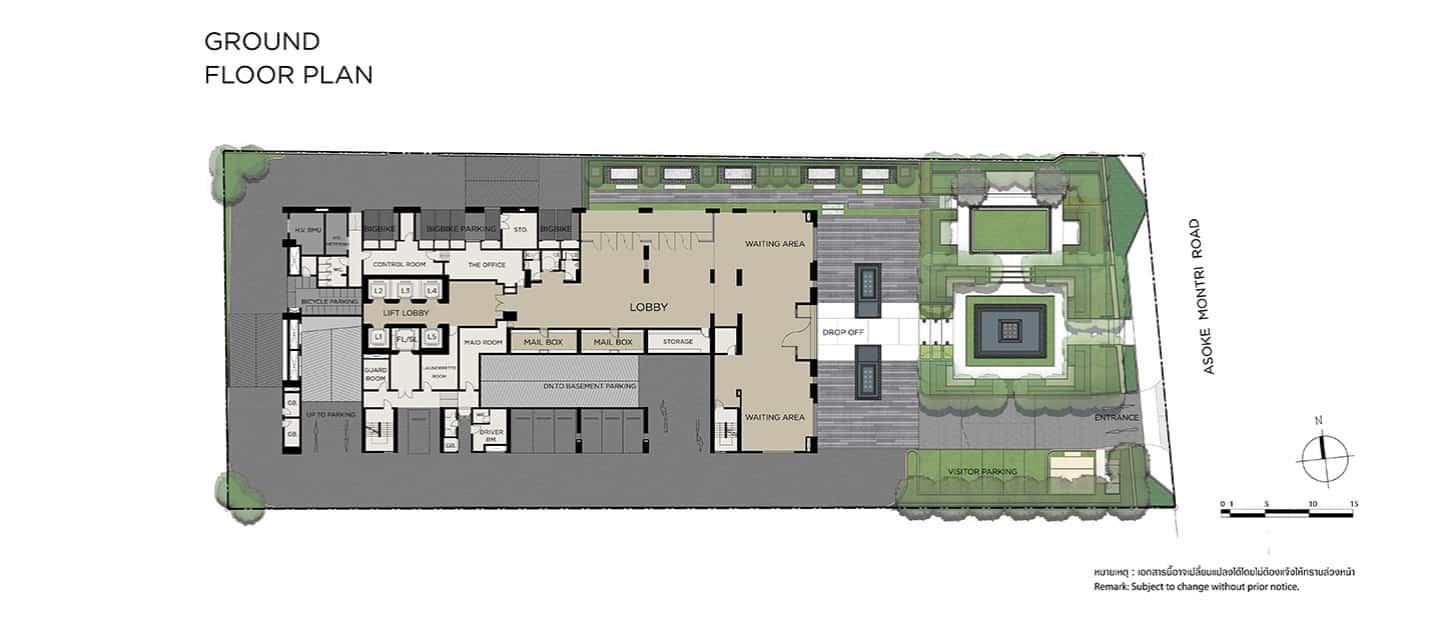 GROUND
FLOOR PLAN
H.V. RMU
BIGBIKE
BIGBIKE PARKING
STO.
BIGBIKE
WAITING AREA
CONTROL ROOM
THE OFFICE
L2
L3
L4
BICYCLE PARKING
LIFT LOBBY
LOBBY
L1
FL/SL
L5
MAID ROOM
MAIL BOX
MAIL BOX
STORAGE
DROP OFF
GUARD
ROOM
LAUNDERETTE
ROOM
DN.TO BASEMENT PARKING
GB.
UP TO PARKING
GB.
DRIVER
RM.
GB.
WAITING AREA
ENTRANCE
VISITOR PARKING
ASOKE MONTRI ROAD
N
0 1 5 10 15
หมายเหตุ : เอกสารนี้อาจเปลี่ยนแปลงได้โดยไม่ต้องแจ้งให้ทราบล่วงหน้า
Remark: Subject to change without prior notice.